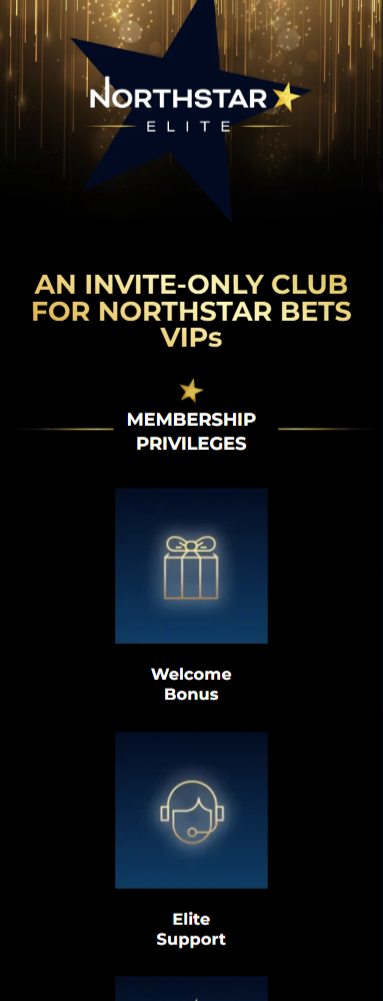 NORTHSTAR
ELITE
AN INVITE-ONLY CLUB
FOR NORTHSTAR BETS
VIPs
MEMBERSHIP
PRIVILEGES
Welcome
Bonus
Elite
Support